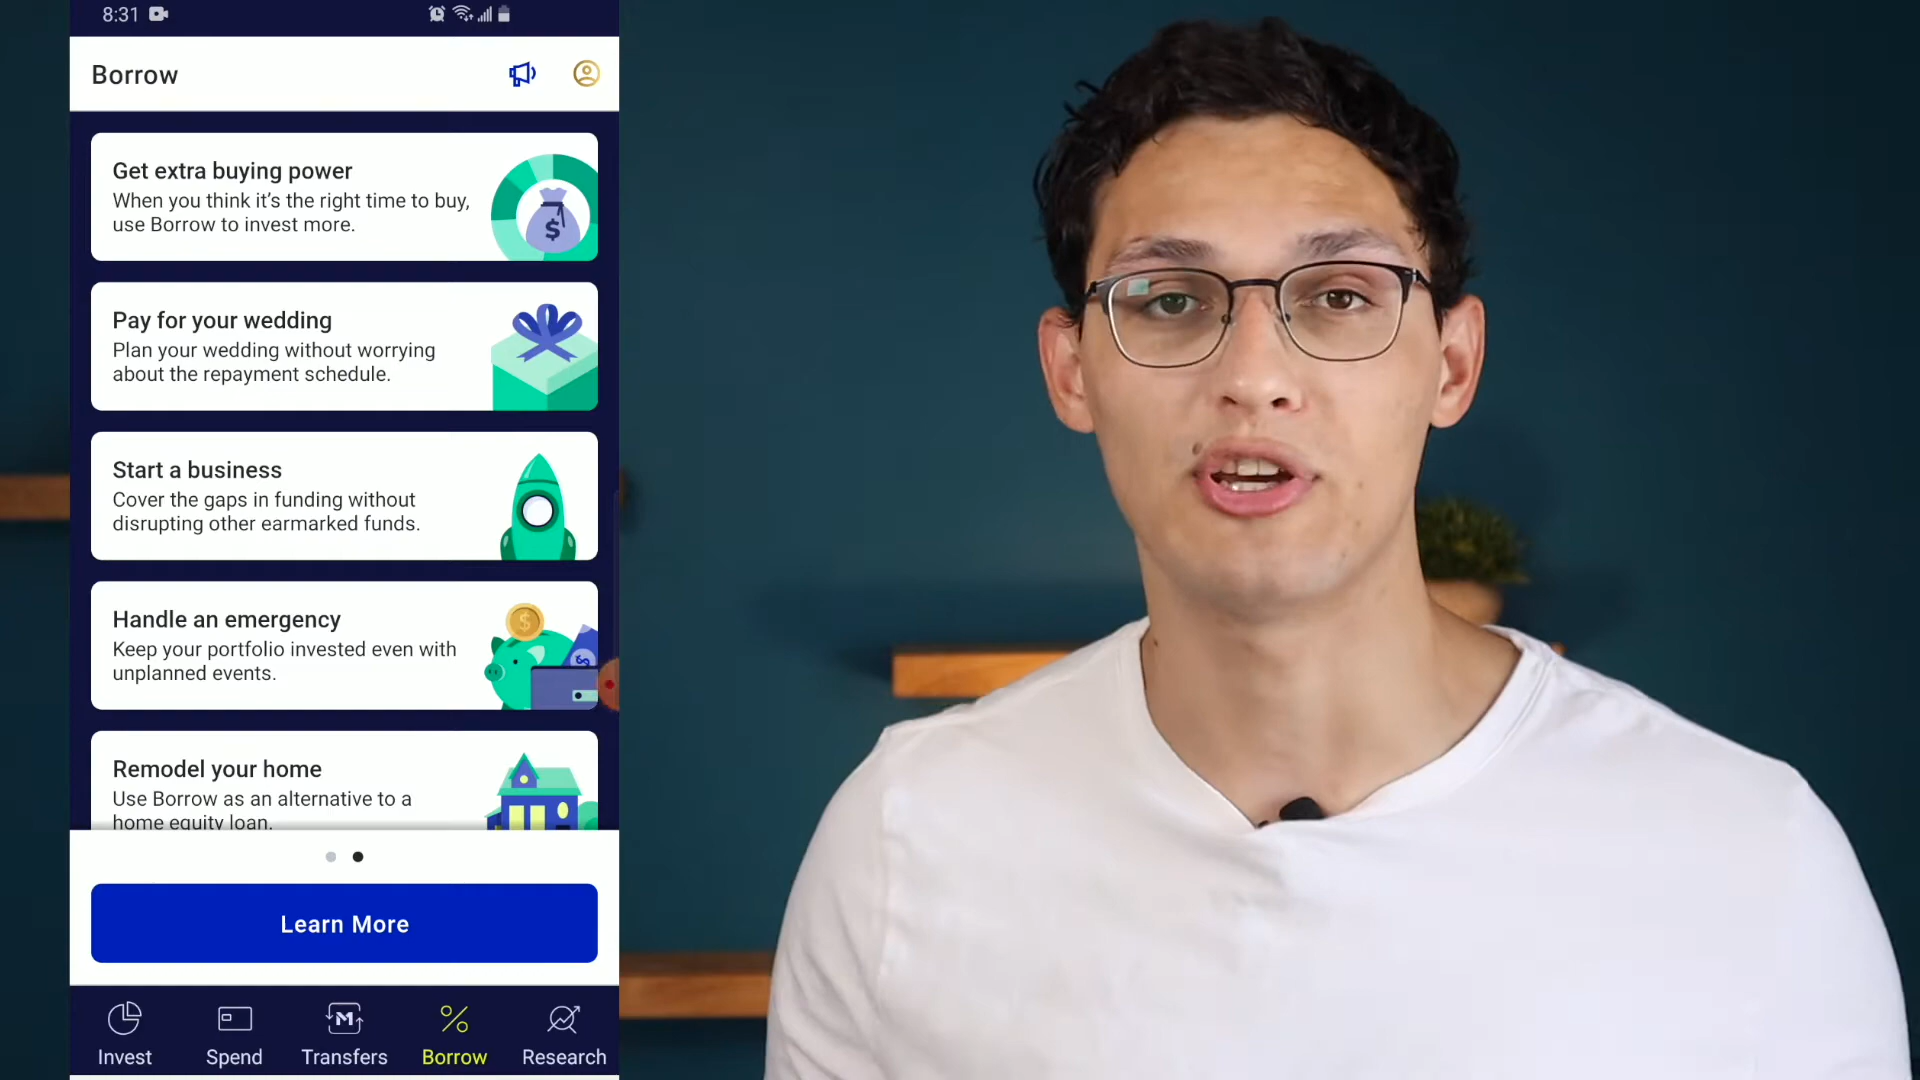 8:31
Borrow
Get extra buying power
When you think it's the right time to buy,
use Borrow to invest more.
$
Pay for your wedding
Plan your wedding without worrying
about the repayment schedule.
Start a business
Cover the gaps in funding without
disrupting other earmarked funds.
Handle an emergency
Keep your portfolio invested even with
unplanned events.
$
Remodel your home
Use Borrow as an alternative to a
home equity loan.
Learn More
M
Invest
Spend
Transfers
Borrow
Research